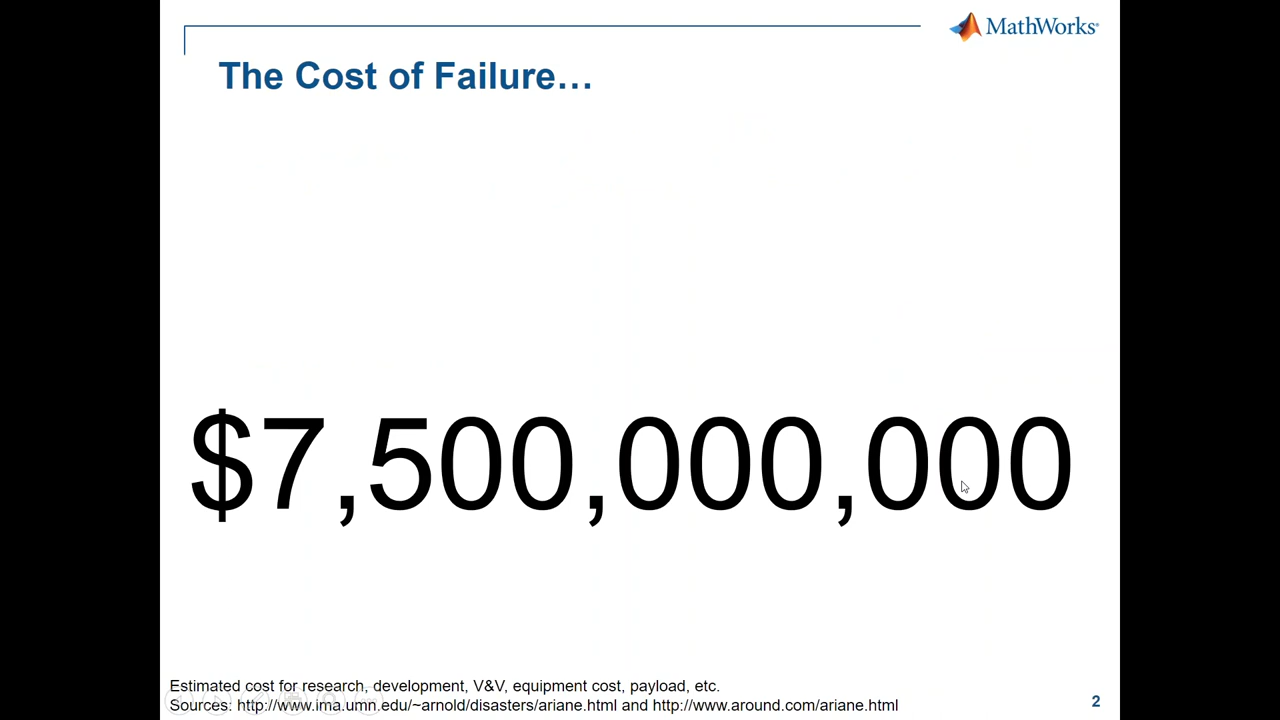 MathWorks®
The Cost of Failure…
$7,500,000,000
Estimated cost for research, development, V&V, equipment cost, payload, etc.
Sources: http://www.ima.umn.edu/~arnold/disasters/ariane.html and http://www.around.com/ariane.html
2